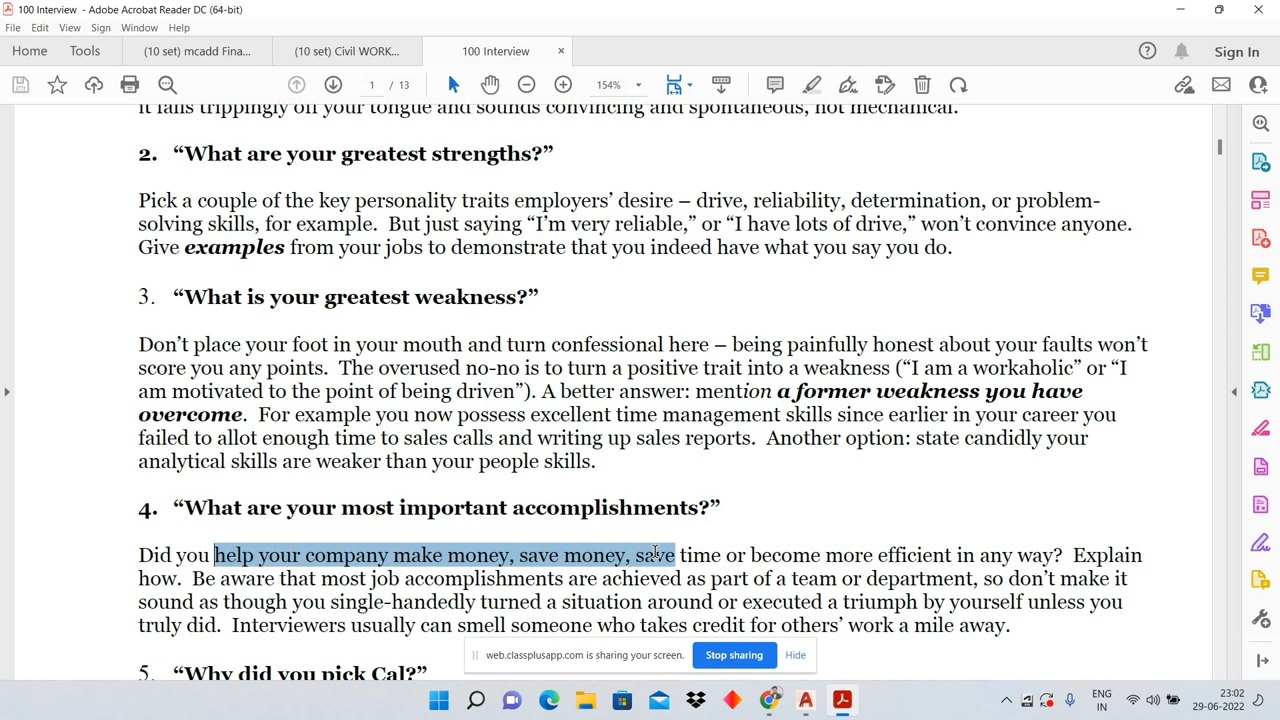 100 Interview - Adobe Acrobat Reader DC (64-bit)
File Edit View Sign Window Help
Home Tools (10 set) mcadd Fina... (10 set) Civil WORK... 100 Interview × Sign In
1 / 13 154%
it falls trippingly off your tongue and sounds convincing and spontaneous, not mechanical.
2. “What are your greatest strengths?”
Pick a couple of the key personality traits employers’ desire – drive, reliability, determination, or problem-
solving skills, for example. But just saying “I’m very reliable,” or “I have lots of drive,” won’t convince anyone.
Give examples from your jobs to demonstrate that you indeed have what you say you do.
3. “What is your greatest weakness?”
Don’t place your foot in your mouth and turn confessional here – being painfully honest about your faults won’t
score you any points. The overused no-no is to turn a positive trait into a weakness (“I am a workaholic” or “I
am motivated to the point of being driven”). A better answer: mention a former weakness you have
overcome. For example you now possess excellent time management skills since earlier in your career you
failed to allot enough time to sales calls and writing up sales reports. Another option: state candidly your
analytical skills are weaker than your people skills.
4. “What are your most important accomplishments?”
Did you help your company make money, save money, save time or become more efficient in any way? Explain
how. Be aware that most job accomplishments are achieved as part of a team or department, so don’t make it
sound as though you single-handedly turned a situation around or executed a triumph by yourself unless you
truly did. Interviewers usually can smell someone who takes credit for others’ work a mile away.
web.classplusapp.com is sharing your screen. Stop sharing Hide
5. “Why did you pick Cal?”
ENG
IN
23:02
29-06-2022